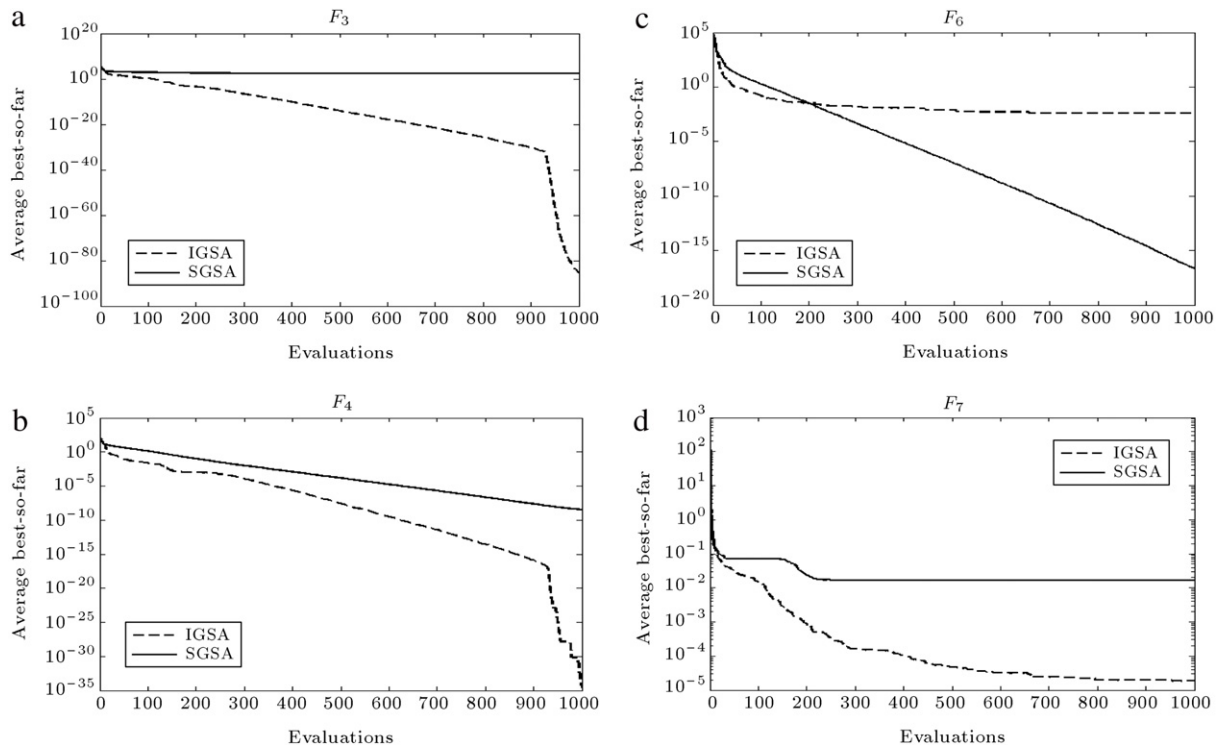 a
F3
10^20
10^0
10^-20
10^-40
10^-60
10^-80
10^-100
Average best-so-far
IGSA
SGSA
0 100 200 300 400 500 600 700 800 900 1000
Evaluations
b
F4
10^5
10^0
10^-5
10^-10
10^-15
10^-20
10^-25
10^-30
10^-35
Average best-so-far
IGSA
SGSA
0 100 200 300 400 500 600 700 800 900 1000
Evaluations
c
F6
10^5
10^0
10^-5
10^-10
10^-15
10^-20
Average best-so-far
IGSA
SGSA
0 100 200 300 400 500 600 700 800 900 1000
Evaluations
d
F7
10^3
10^2
10^1
10^0
10^-1
10^-2
10^-3
10^-4
10^-5
Average best-so-far
IGSA
SGSA
0 100 200 300 400 500 600 700 800 900 1000
Evaluations